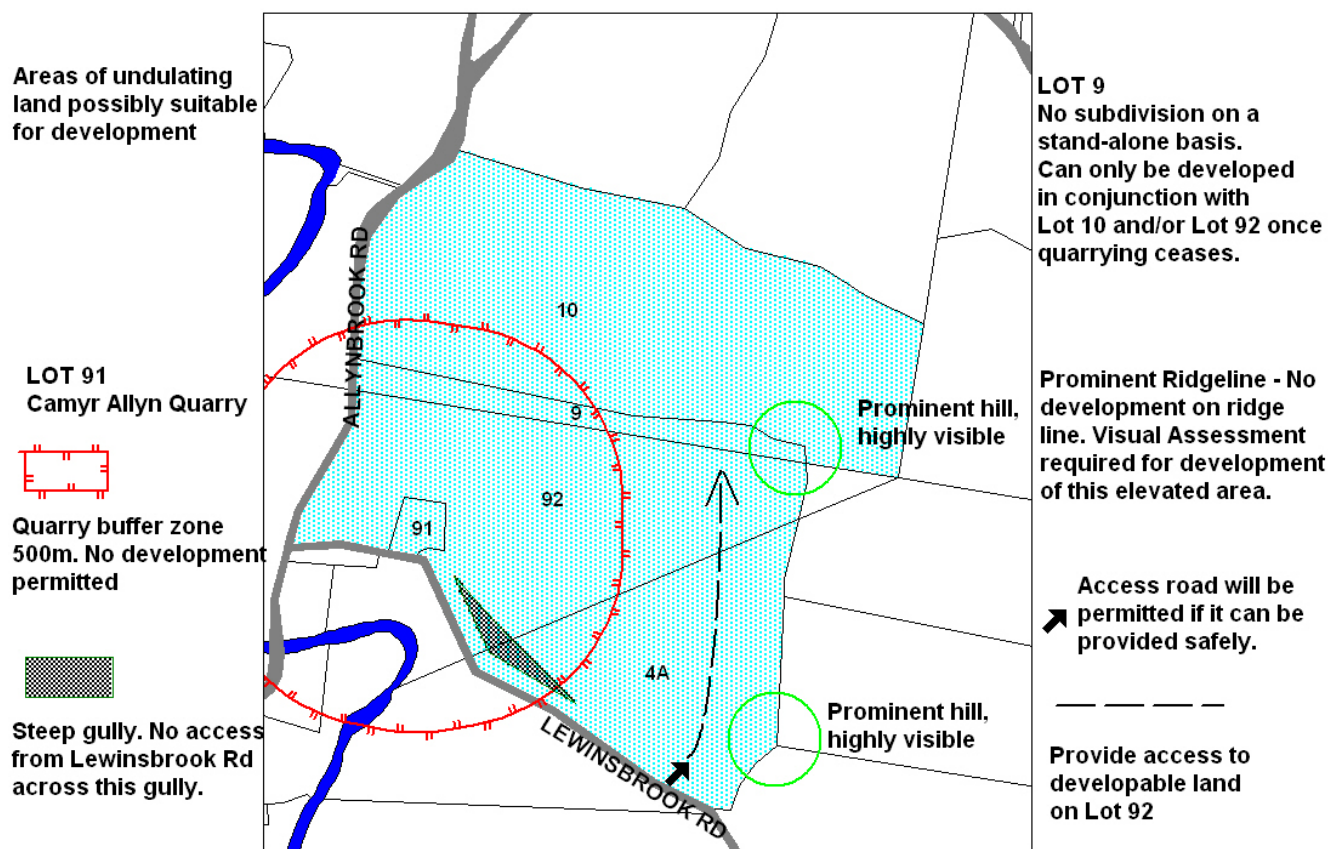 Areas of undulating
land possibly suitable
for development
LOT 91
Camyr Allyn Quarry
Quarry buffer zone
500m. No development
permitted
Steep gully. No access
from Lewinsbrook Rd
across this gully.
ALLYNBROOK RD
10
9
92
91
4A
LEWINSBROOK RD
Prominent hill,
highly visible
Prominent hill,
highly visible
LOT 9
No subdivision on a
stand-alone basis.
Can only be developed
in conjunction with
Lot 10 and/or Lot 92 once
quarrying ceases.
Prominent Ridgeline - No
development on ridge
line. Visual Assessment
required for development
of this elevated area.
Access road will be
permitted if it can be
provided safely.
Provide access to
developable land
on Lot 92